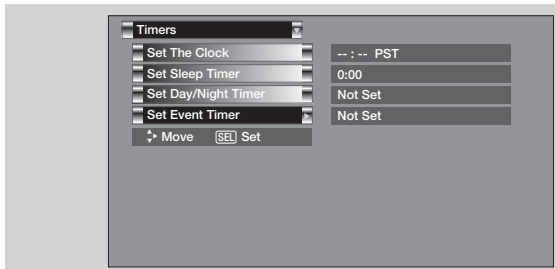 Timers
Set The Clock -- : -- PST
Set Sleep Timer 0:00
Set Day/Night Timer Not Set
Set Event Timer Not Set
Move SEL Set